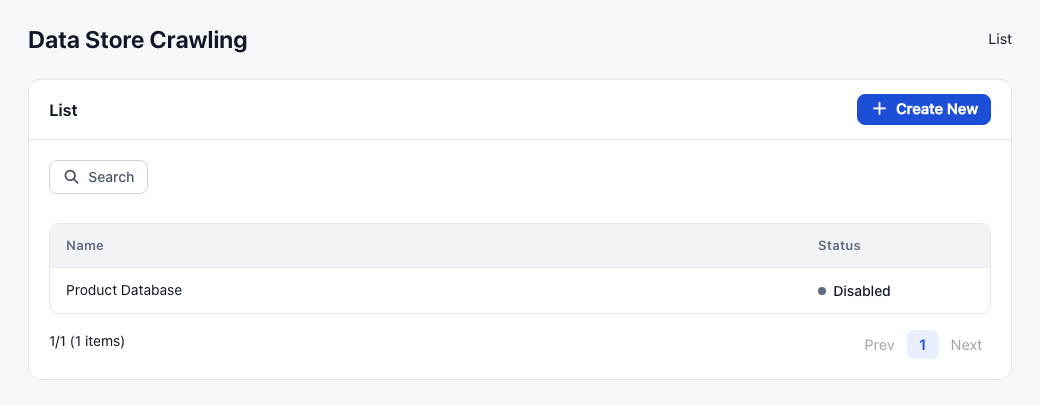 Data Store Crawling
List
List
Create New
Search
Name Status
Product Database Disabled
1/1 (1 items)
Prev 1 Next